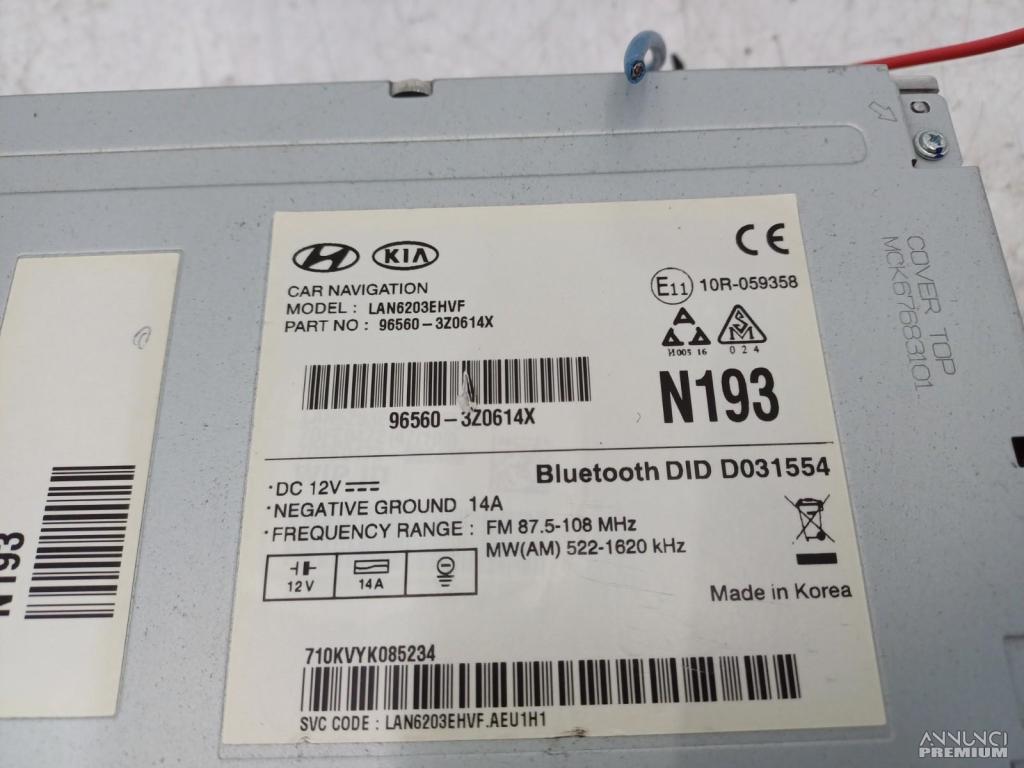 COVER TOP
MCK67683101
KIA
CE
CAR NAVIGATION
MODEL : LAN6203EHVF
PART NO : 96560-3Z0614X
E11 10R-059358
И005 16
024
96560-3Z0614X
N193
Bluetooth DID D031554
·DC 12V
·NEGATIVE GROUND 14A
·FREQUENCY RANGE : FM 87.5-108 MHz
MW(AM) 522-1620 kHz
12V 14A
Made in Korea
710KVYK085234
SVC CODE : LAN6203EHVF.AEU1H1
N193
ANNUNCI
PREMIUM